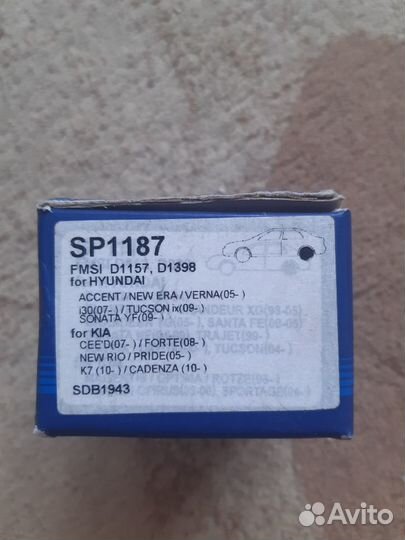 SP1187
FMSI D1157, D1398
for HYUNDAI
ACCENT / NEW ERA / VERNA(05- )
i30(07- ) / TUCSON ix(09- )
SONATA YF(09- )
for KIA
CEE'D(07- ) / FORTE(08- )
NEW RIO / PRIDE(05- )
K7 (10- ) / CADENZA (10- )
SDB1943
Avito